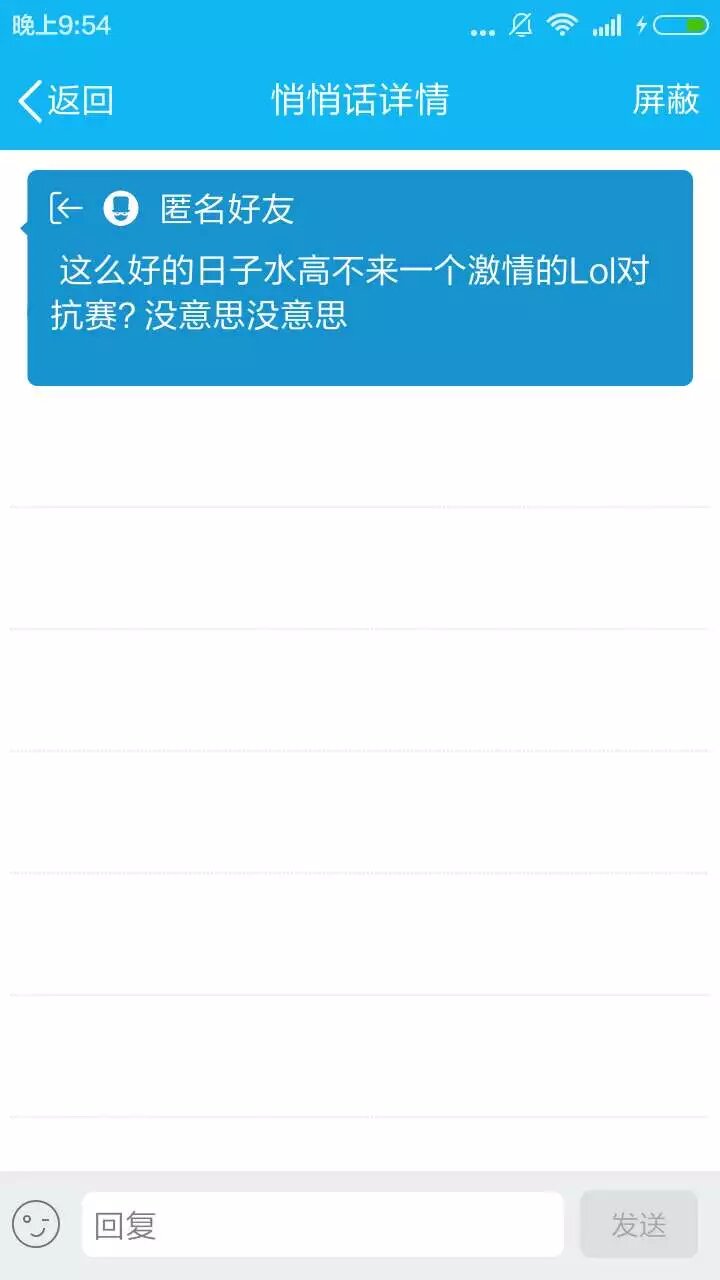 晚上9:54
返回 悄悄话详情 屏蔽
匿名好友
这么好的日子水高不来一个激情的Lol对
抗赛?没意思没意思
回复 发送